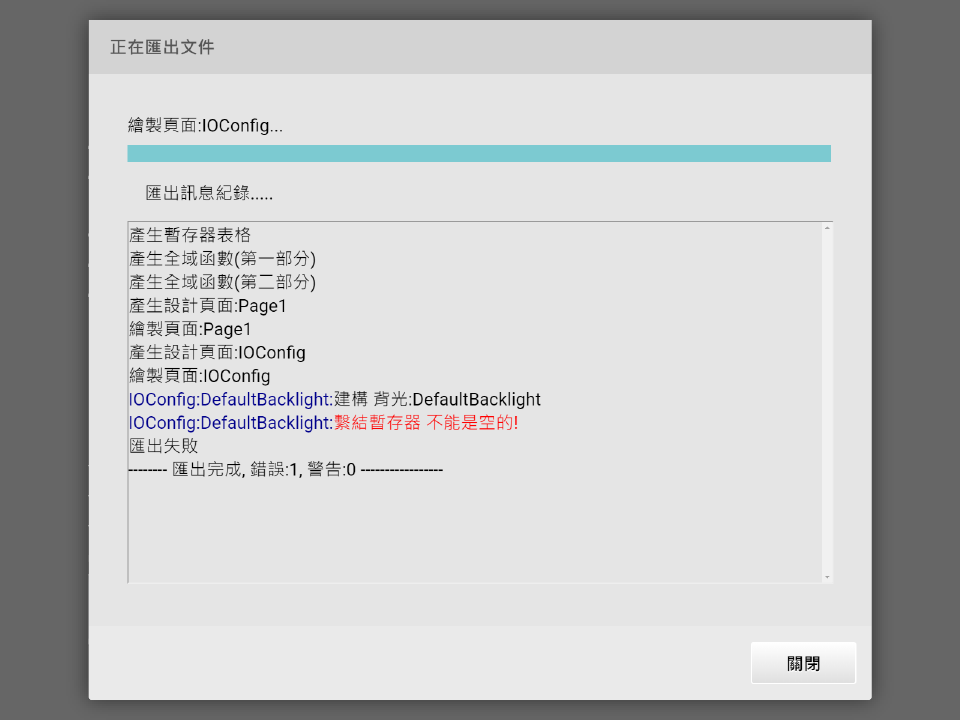 正在匯出文件
繪製頁面:IOConfig...
匯出訊息紀錄.....
產生暫存器表格
產生全域函數(第一部分)
產生全域函數(第二部分)
產生設計頁面:Page1
繪製頁面:Page1
產生設計頁面:IOConfig
繪製頁面:IOConfig
IOConfig:DefaultBacklight:建構 背光:DefaultBacklight
IOConfig:DefaultBacklight:繫結暫存器 不能是空的!
匯出失敗
-------- 匯出完成, 錯誤:1, 警告:0 -----------------
關閉